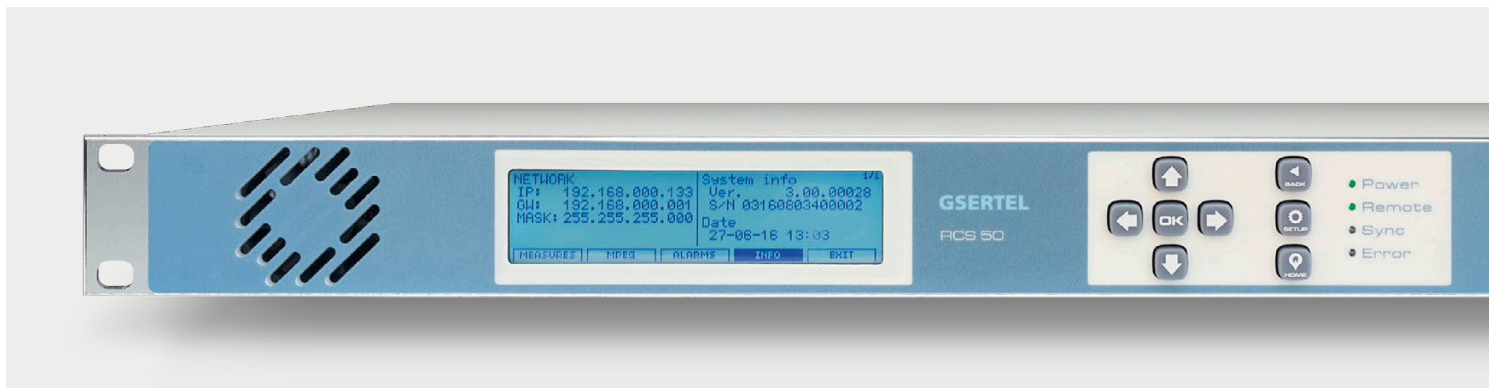 NETWORK
IP: 192.168.000.133
GW: 192.168.000.001
MASK: 255.255.255.000
System info 1/1
Ver. 3.00.00028
S/N 03160803400002
Date
27-06-16 13:03
MEASURES MPEG ALARMS INFO EXIT
GSERTEL
RCS 50
OK
BACK
SETUP
HOME
Power
Remote
Sync
Error